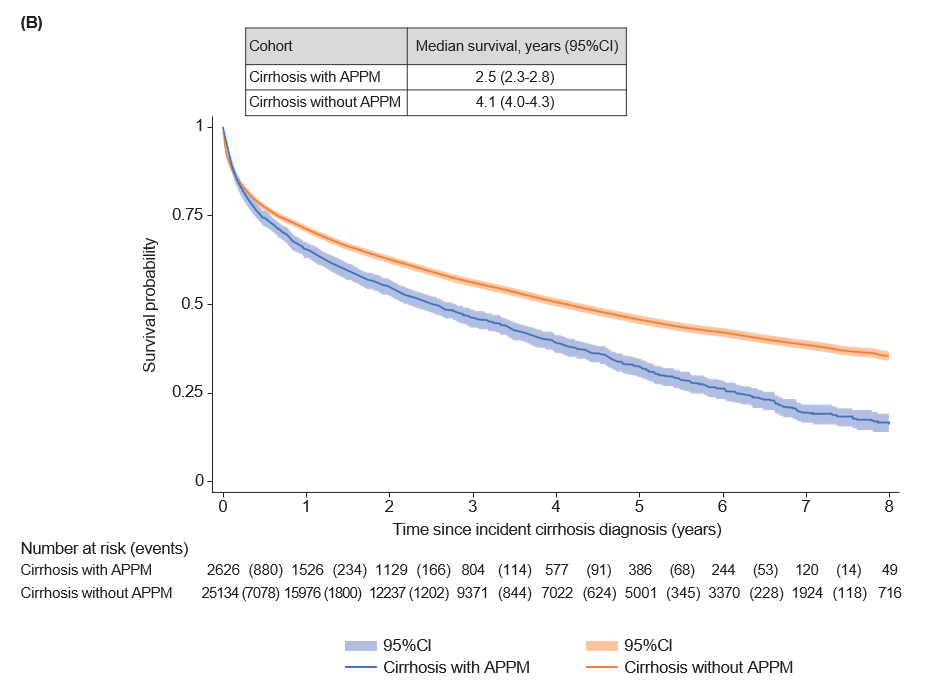 (B)
Cohort Median survival, years (95%CI)
Cirrhosis with APPM 2.5 (2.3-2.8)
Cirrhosis without APPM 4.1 (4.0-4.3)
1
0.75
0.5
0.25
0
Survival probability
0 1 2 3 4 5 6 7 8
Time since incident cirrhosis diagnosis (years)
Number at risk (events)
Cirrhosis with APPM 2626 (880) 1526 (234) 1129 (166) 804 (114) 577 (91) 386 (68) 244 (53) 120 (14) 49
Cirrhosis without APPM 25134 (7078) 15976 (1800) 12237 (1202) 9371 (844) 7022 (624) 5001 (345) 3370 (228) 1924 (118) 716
95%CI 95%CI
Cirrhosis with APPM Cirrhosis without APPM